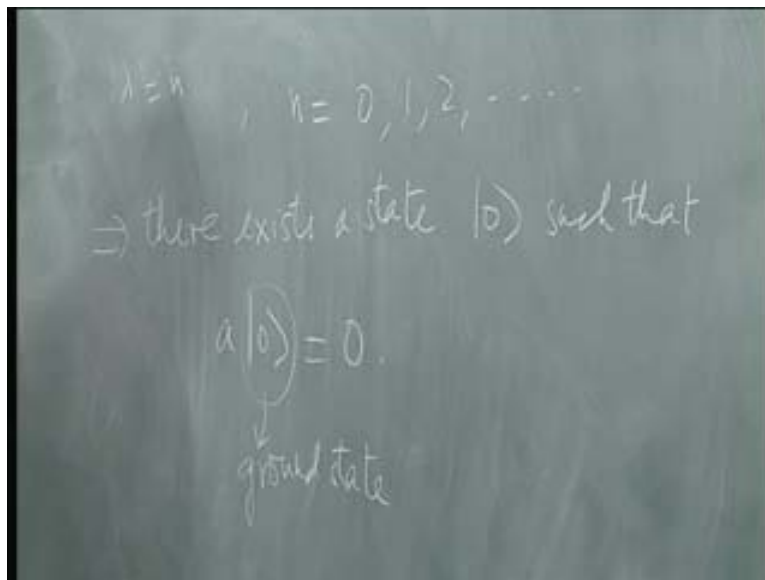 λ = n , n = 0, 1, 2, .....
⇒ there exists a state |0⟩ such that
a|0⟩ = 0.
↓
ground state